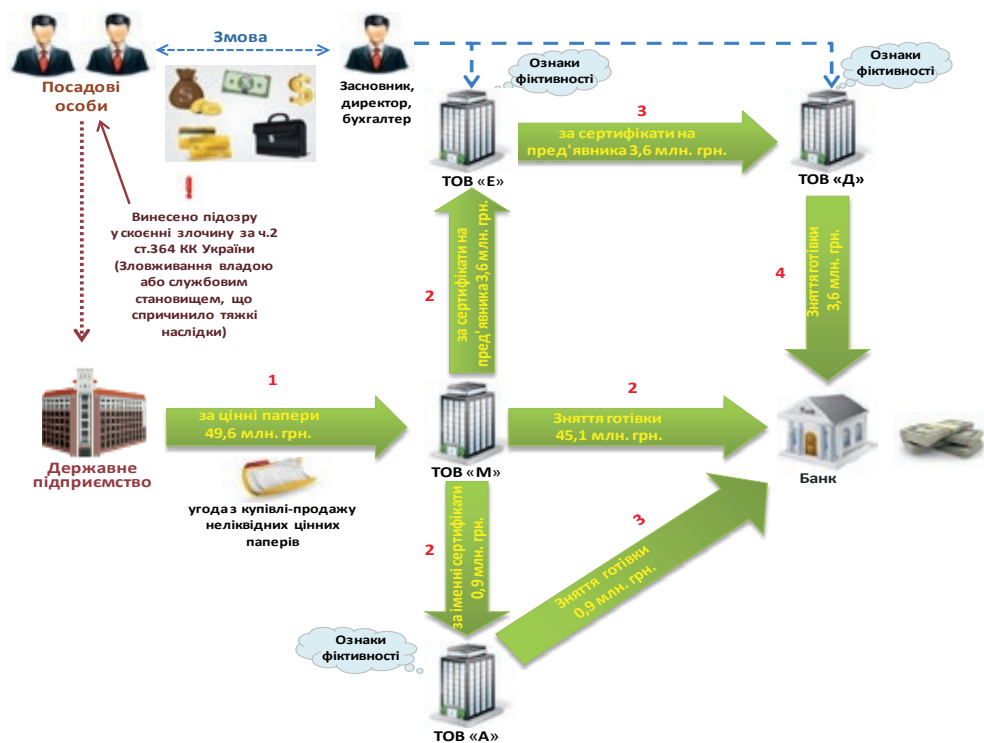 Змова
Посадові
особи
Засновник,
директор,
бухгалтер
Ознаки
фіктивності
Ознаки
фіктивності
3
за сертифікати на
пред'явника 3,6 млн. грн.
ТОВ «Е»
ТОВ «Д»
!
Винесено підозру
у скоєнні злочину за ч.2
ст.364 КК України
(Зловживання владою
або службовим
становищем, що
спричинило тяжкі
наслідки)
2
за сертифікати на
пред'явника 3,6 млн. грн.
4
Зняття готівки
3,6 млн. грн.
1
за цінні папери
49,6 млн. грн.
2
Зняття готівки
45,1 млн. грн.
Державне
підприємство
ТОВ «М»
Банк
угода з купівлі-продажу
неліквідних цінних
паперів
2
за іменні сертифікати
0,9 млн. грн.
3
Зняття готівки
0,9 млн. грн.
Ознаки
фіктивності
ТОВ «А»